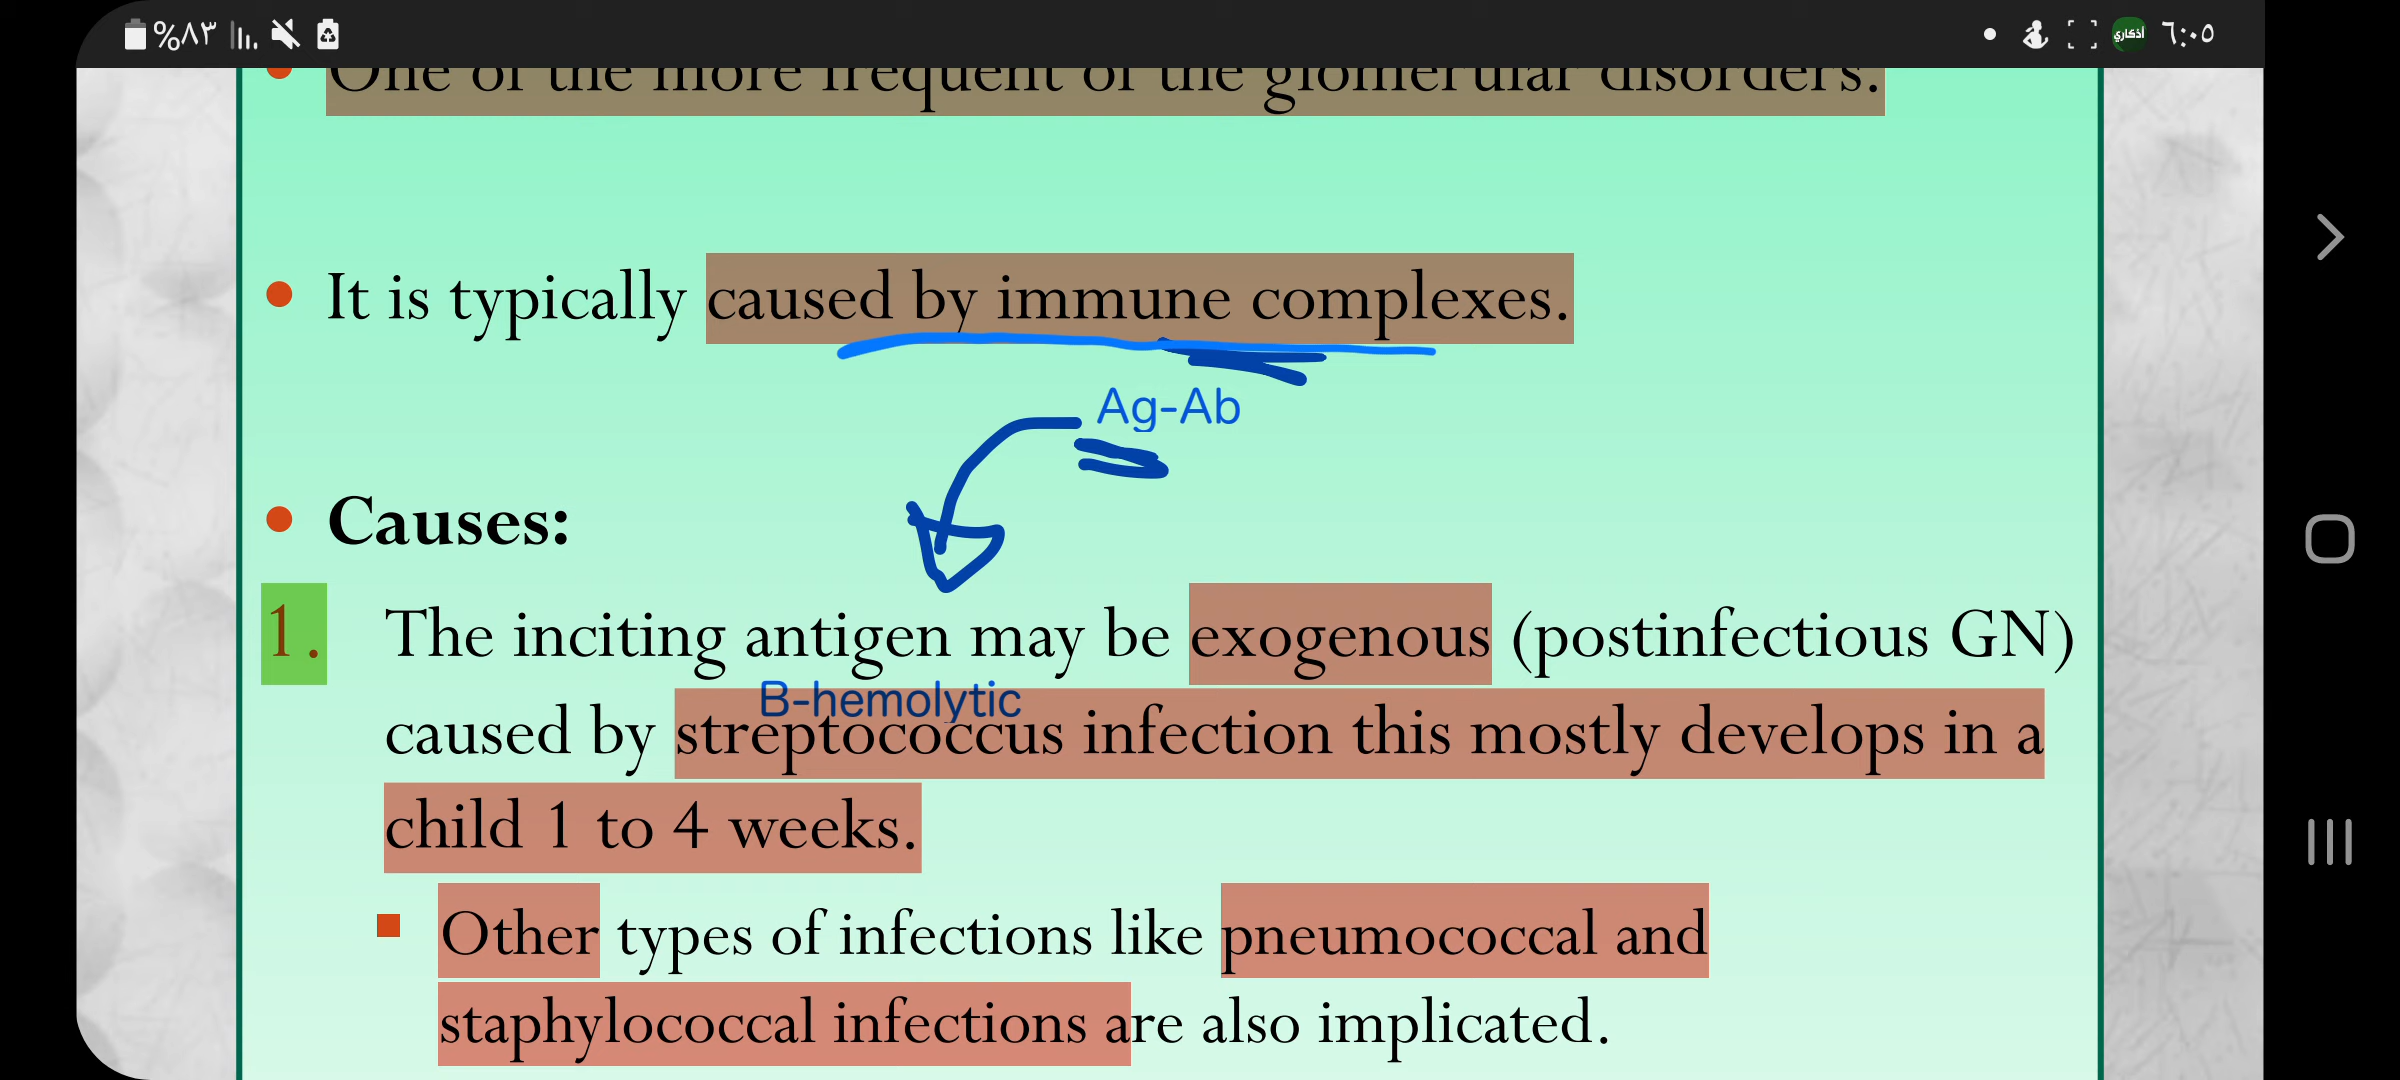 %٨٣ أذكاري ٦:٠٥
One of the more frequent of the glomerular disorders.
It is typically caused by immune complexes.
Ag-Ab
Causes:
1. The inciting antigen may be exogenous (postinfectious GN)
B-hemolytic
caused by streptococcus infection this mostly develops in a
child 1 to 4 weeks.
Other types of infections like pneumococcal and
staphylococcal infections are also implicated.